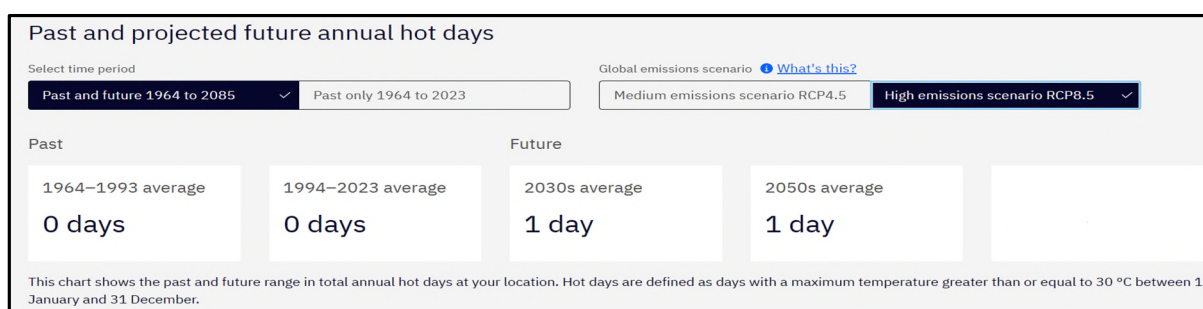 Past and projected future annual hot days
Select time period
Global emissions scenario What's this?
Past and future 1964 to 2085
Past only 1964 to 2023
Medium emissions scenario RCP4.5
High emissions scenario RCP8.5
Past
Future
1964–1993 average
0 days
1994–2023 average
0 days
2030s average
1 day
2050s average
1 day
This chart shows the past and future range in total annual hot days at your location. Hot days are defined as days with a maximum temperature greater than or equal to 30 °C between 1
January and 31 December.